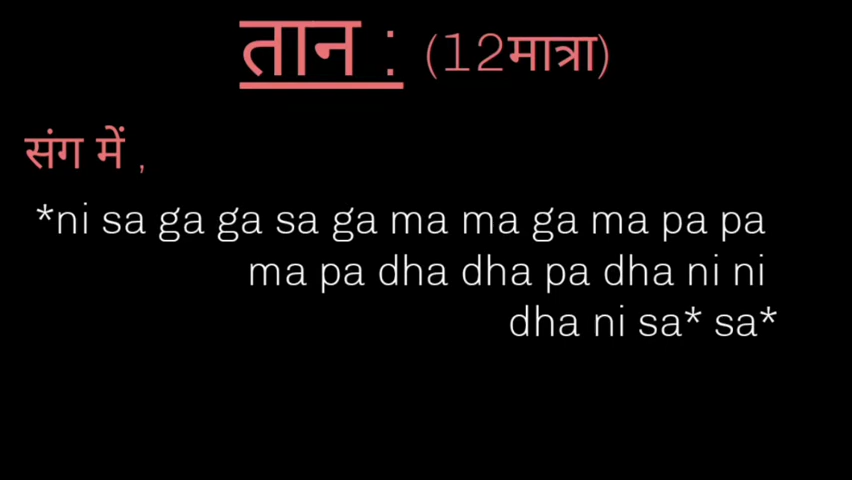 तान : (12मात्रा)
संग में ,
*ni sa ga ga sa ga ma ma ga ma pa pa
ma pa dha dha pa dha ni ni
dha ni sa* sa*